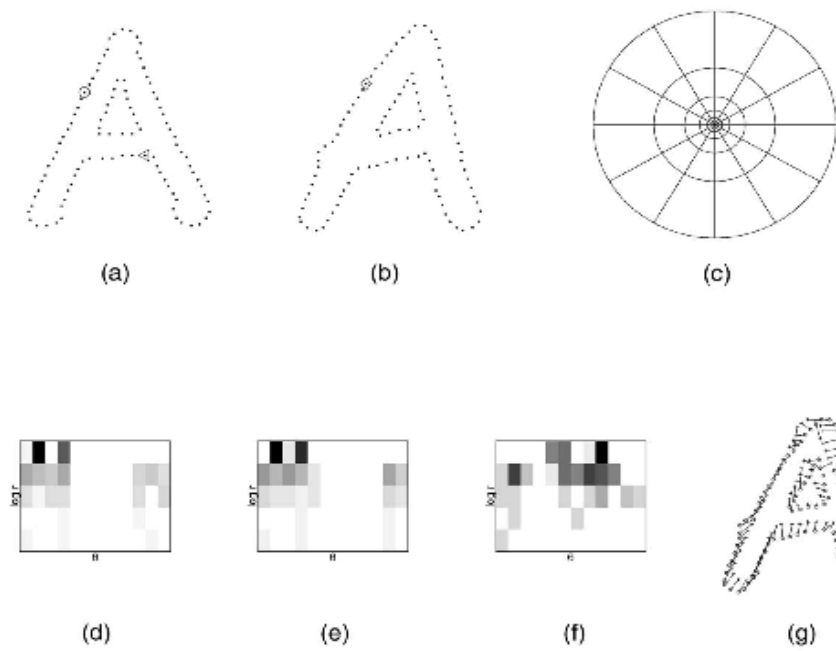 (a) (b) (c)
log r log r log r
θ θ θ
(d) (e) (f) (g)